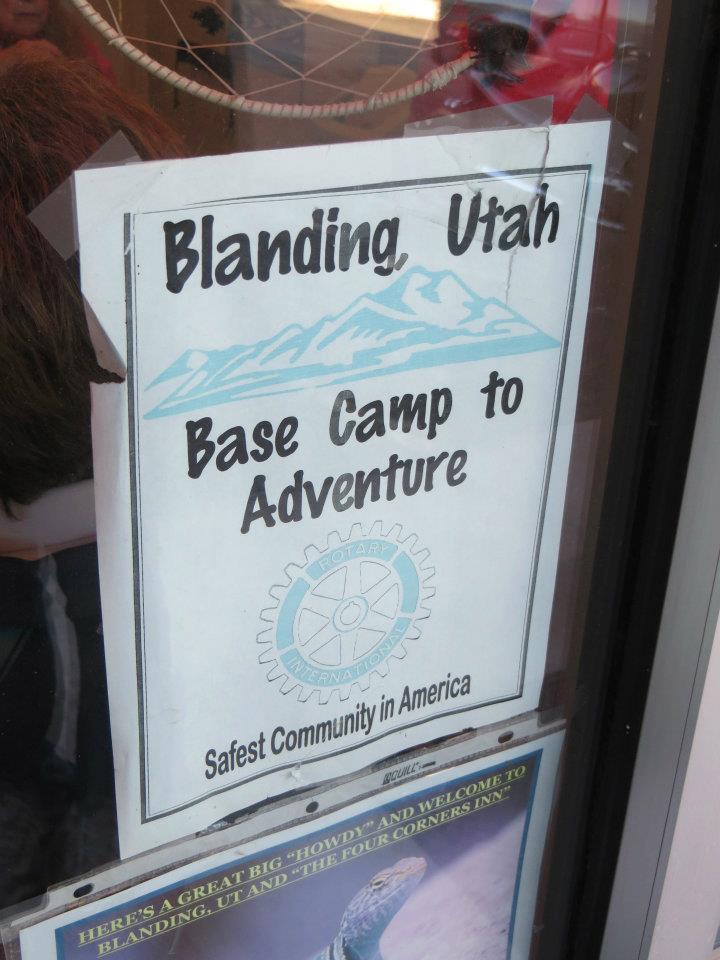 Blanding, Utah
Base Camp to
Adventure
ROTARY
INTERNATIONAL
Safest Community in America
QUILL
HERE'S A GREAT BIG "HOWDY" AND WELCOME TO
BLANDING, UT AND "THE FOUR CORNERS INN"